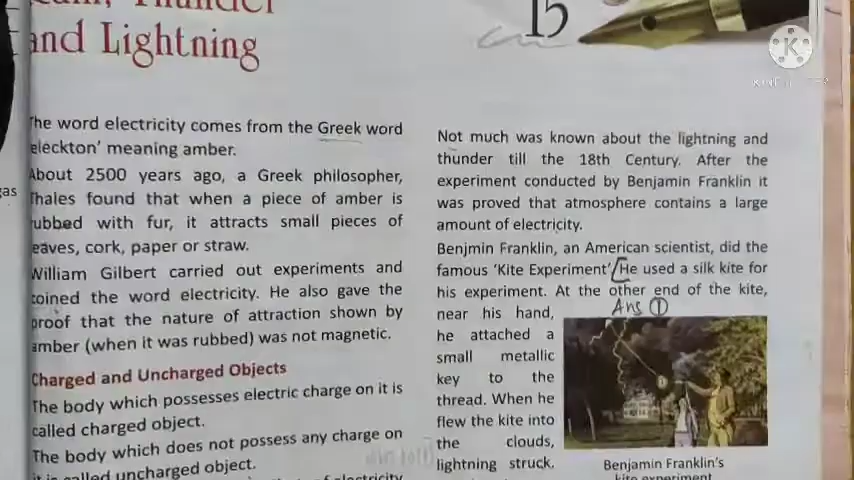 and Lightning
15
The word electricity comes from the Greek word
eleckton' meaning amber.
About 2500 years ago, a Greek philosopher,
Thales found that when a piece of amber is
rubbed with fur, it attracts small pieces of
leaves, cork, paper or straw.
William Gilbert carried out experiments and
coined the word electricity. He also gave the
proof that the nature of attraction shown by
amber (when it was rubbed) was not magnetic.
Charged and Uncharged Objects
The body which possesses electric charge on it is
called charged object.
The body which does not possess any charge on
it is called uncharged object.
gas
Not much was known about the lightning and
thunder till the 18th Century. After the
experiment conducted by Benjamin Franklin it
was proved that atmosphere contains a large
amount of electricity.
Benjmin Franklin, an American scientist, did the
famous 'Kite Experiment'. He used a silk kite for
his experiment. At the other end of the kite,
Ans 1
near his hand,
he attached a
small metallic
key to the
thread. When he
flew the kite into
the clouds,
lightning struck.
Benjamin Franklin's
kite experiment
K